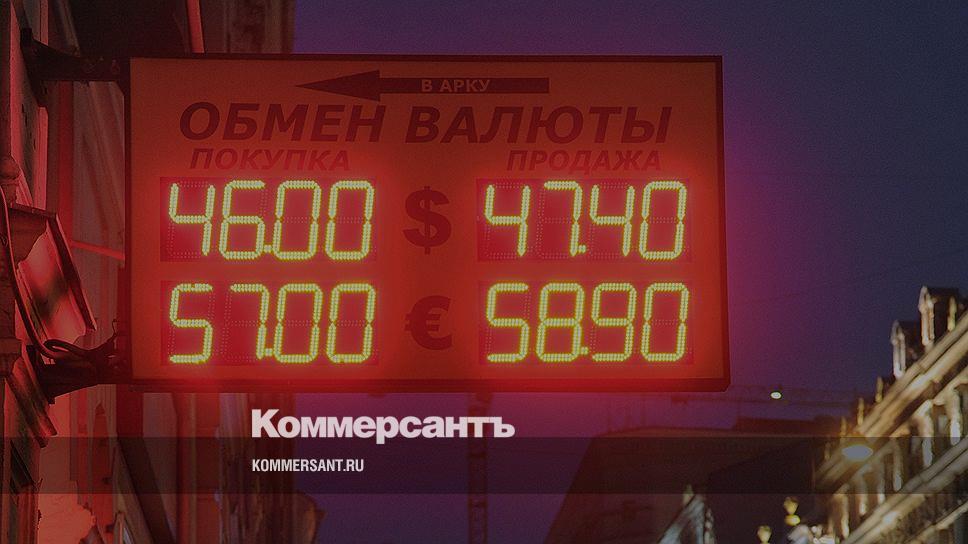 В АРКУ
ОБМЕН ВАЛЮТЫ
ПОКУПКА ПРОДАЖА
46.00 $ 47.40
57.00 € 58.90
Коммерсантъ
KOMMERSANT.RU